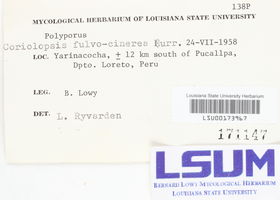 138P
MYCOLOGICAL HERBARIUM OF LOUISIANA STATE UNIVERSITY
Polyporus
Coriolopsis fulvo-cinerea Murr. 24-VII-1958
LOC. Yarinacocha, ± 12 km south of Pucallpa,
Dpto. Loreto, Peru
LEG. B. Lowy
DET. L. Ryvarden
Louisiana State University Herbarium
LSU00173967
171147
LSUM
BERNARD LOWY MYCOLOGICAL HERBARIUM
LOUISIANA STATE UNIVERSITY